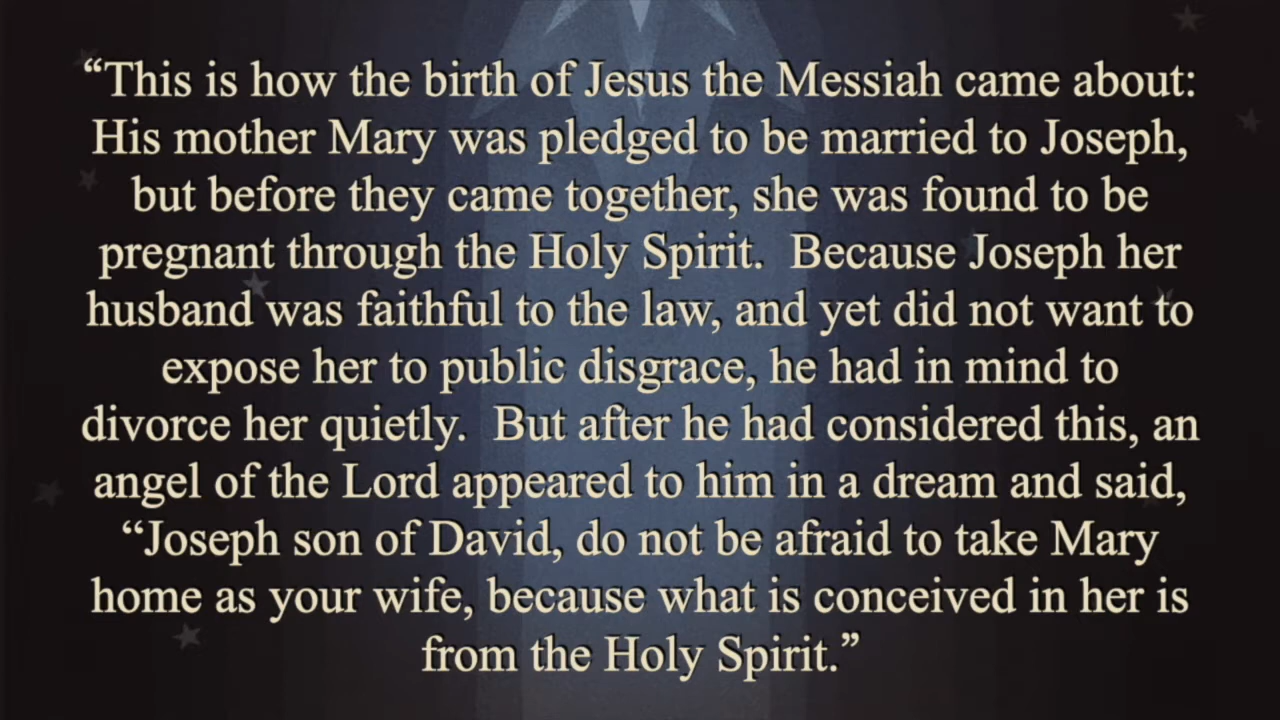 “This is how the birth of Jesus the Messiah came about:
His mother Mary was pledged to be married to Joseph,
but before they came together, she was found to be
pregnant through the Holy Spirit.  Because Joseph her
husband was faithful to the law, and yet did not want to
expose her to public disgrace, he had in mind to
divorce her quietly.  But after he had considered this, an
angel of the Lord appeared to him in a dream and said,
“Joseph son of David, do not be afraid to take Mary
home as your wife, because what is conceived in her is
from the Holy Spirit.”